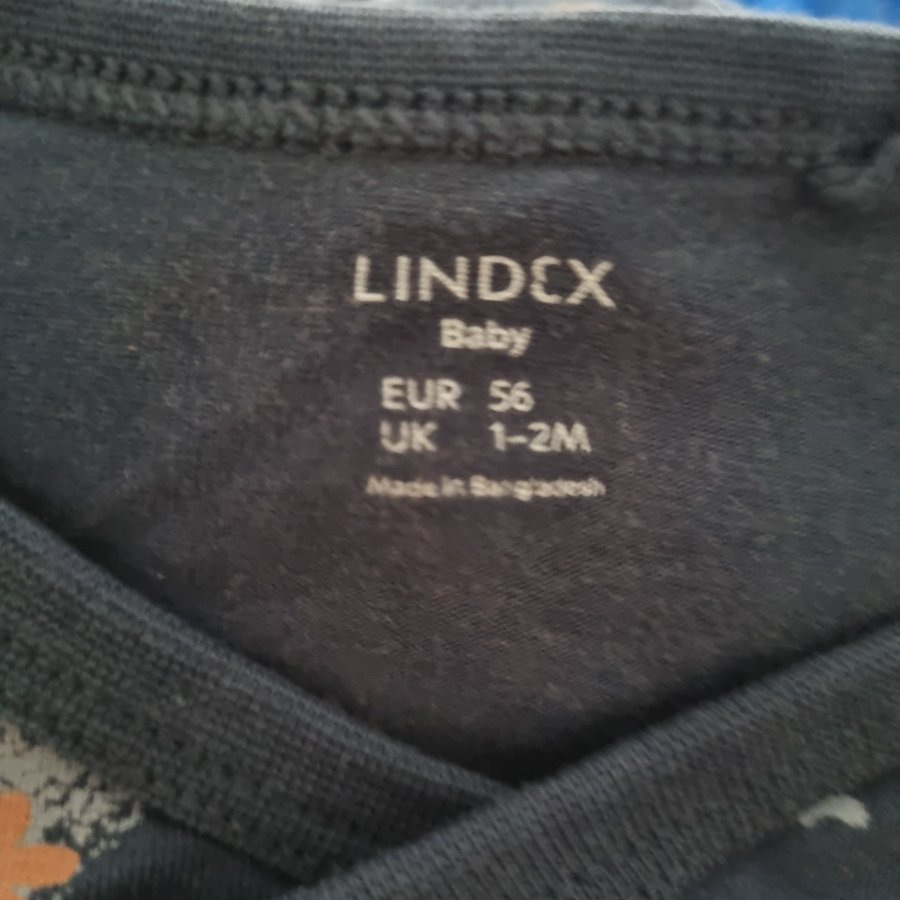 LINDEX
Baby
EUR 56
UK 1-2M
Made in Bangladesh